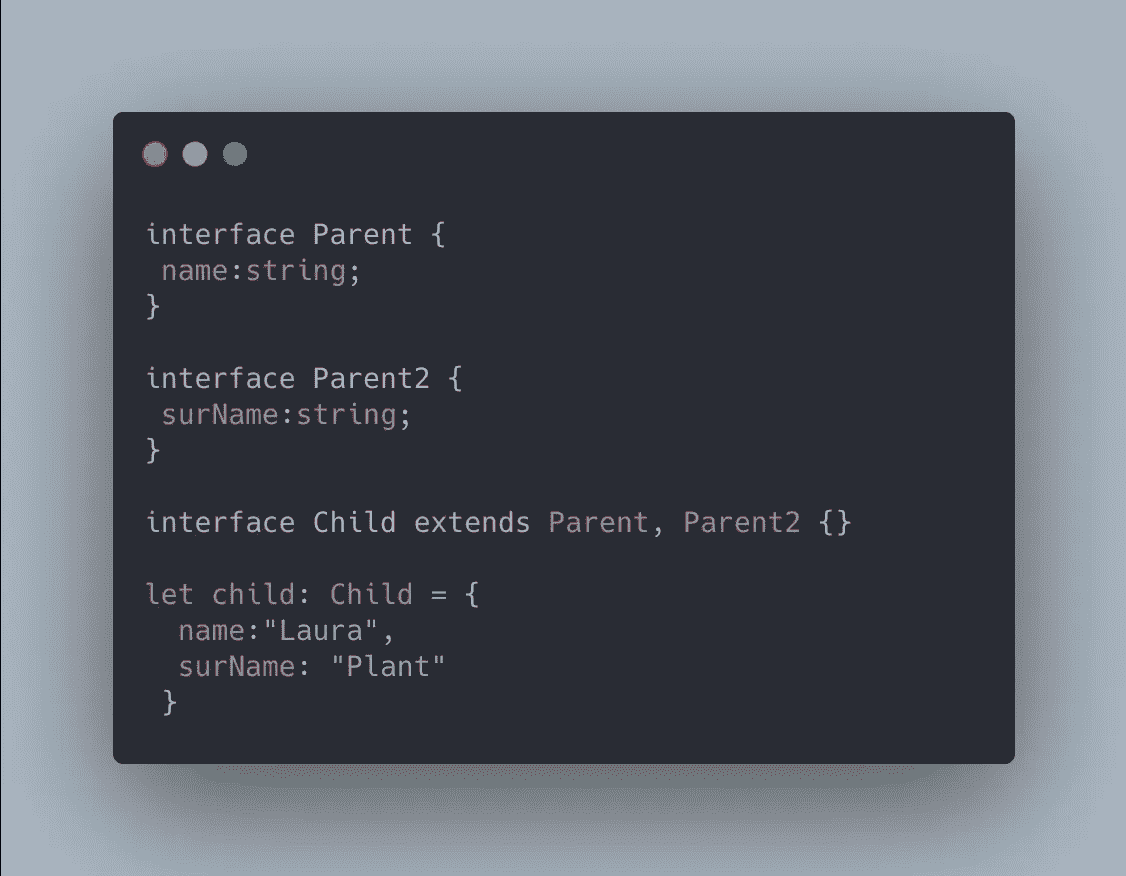 interface Parent {
 name:string;
}

interface Parent2 {
 surName:string;
}

interface Child extends Parent, Parent2 {}

let child: Child = {
  name:"Laura",
  surName: "Plant"
 }